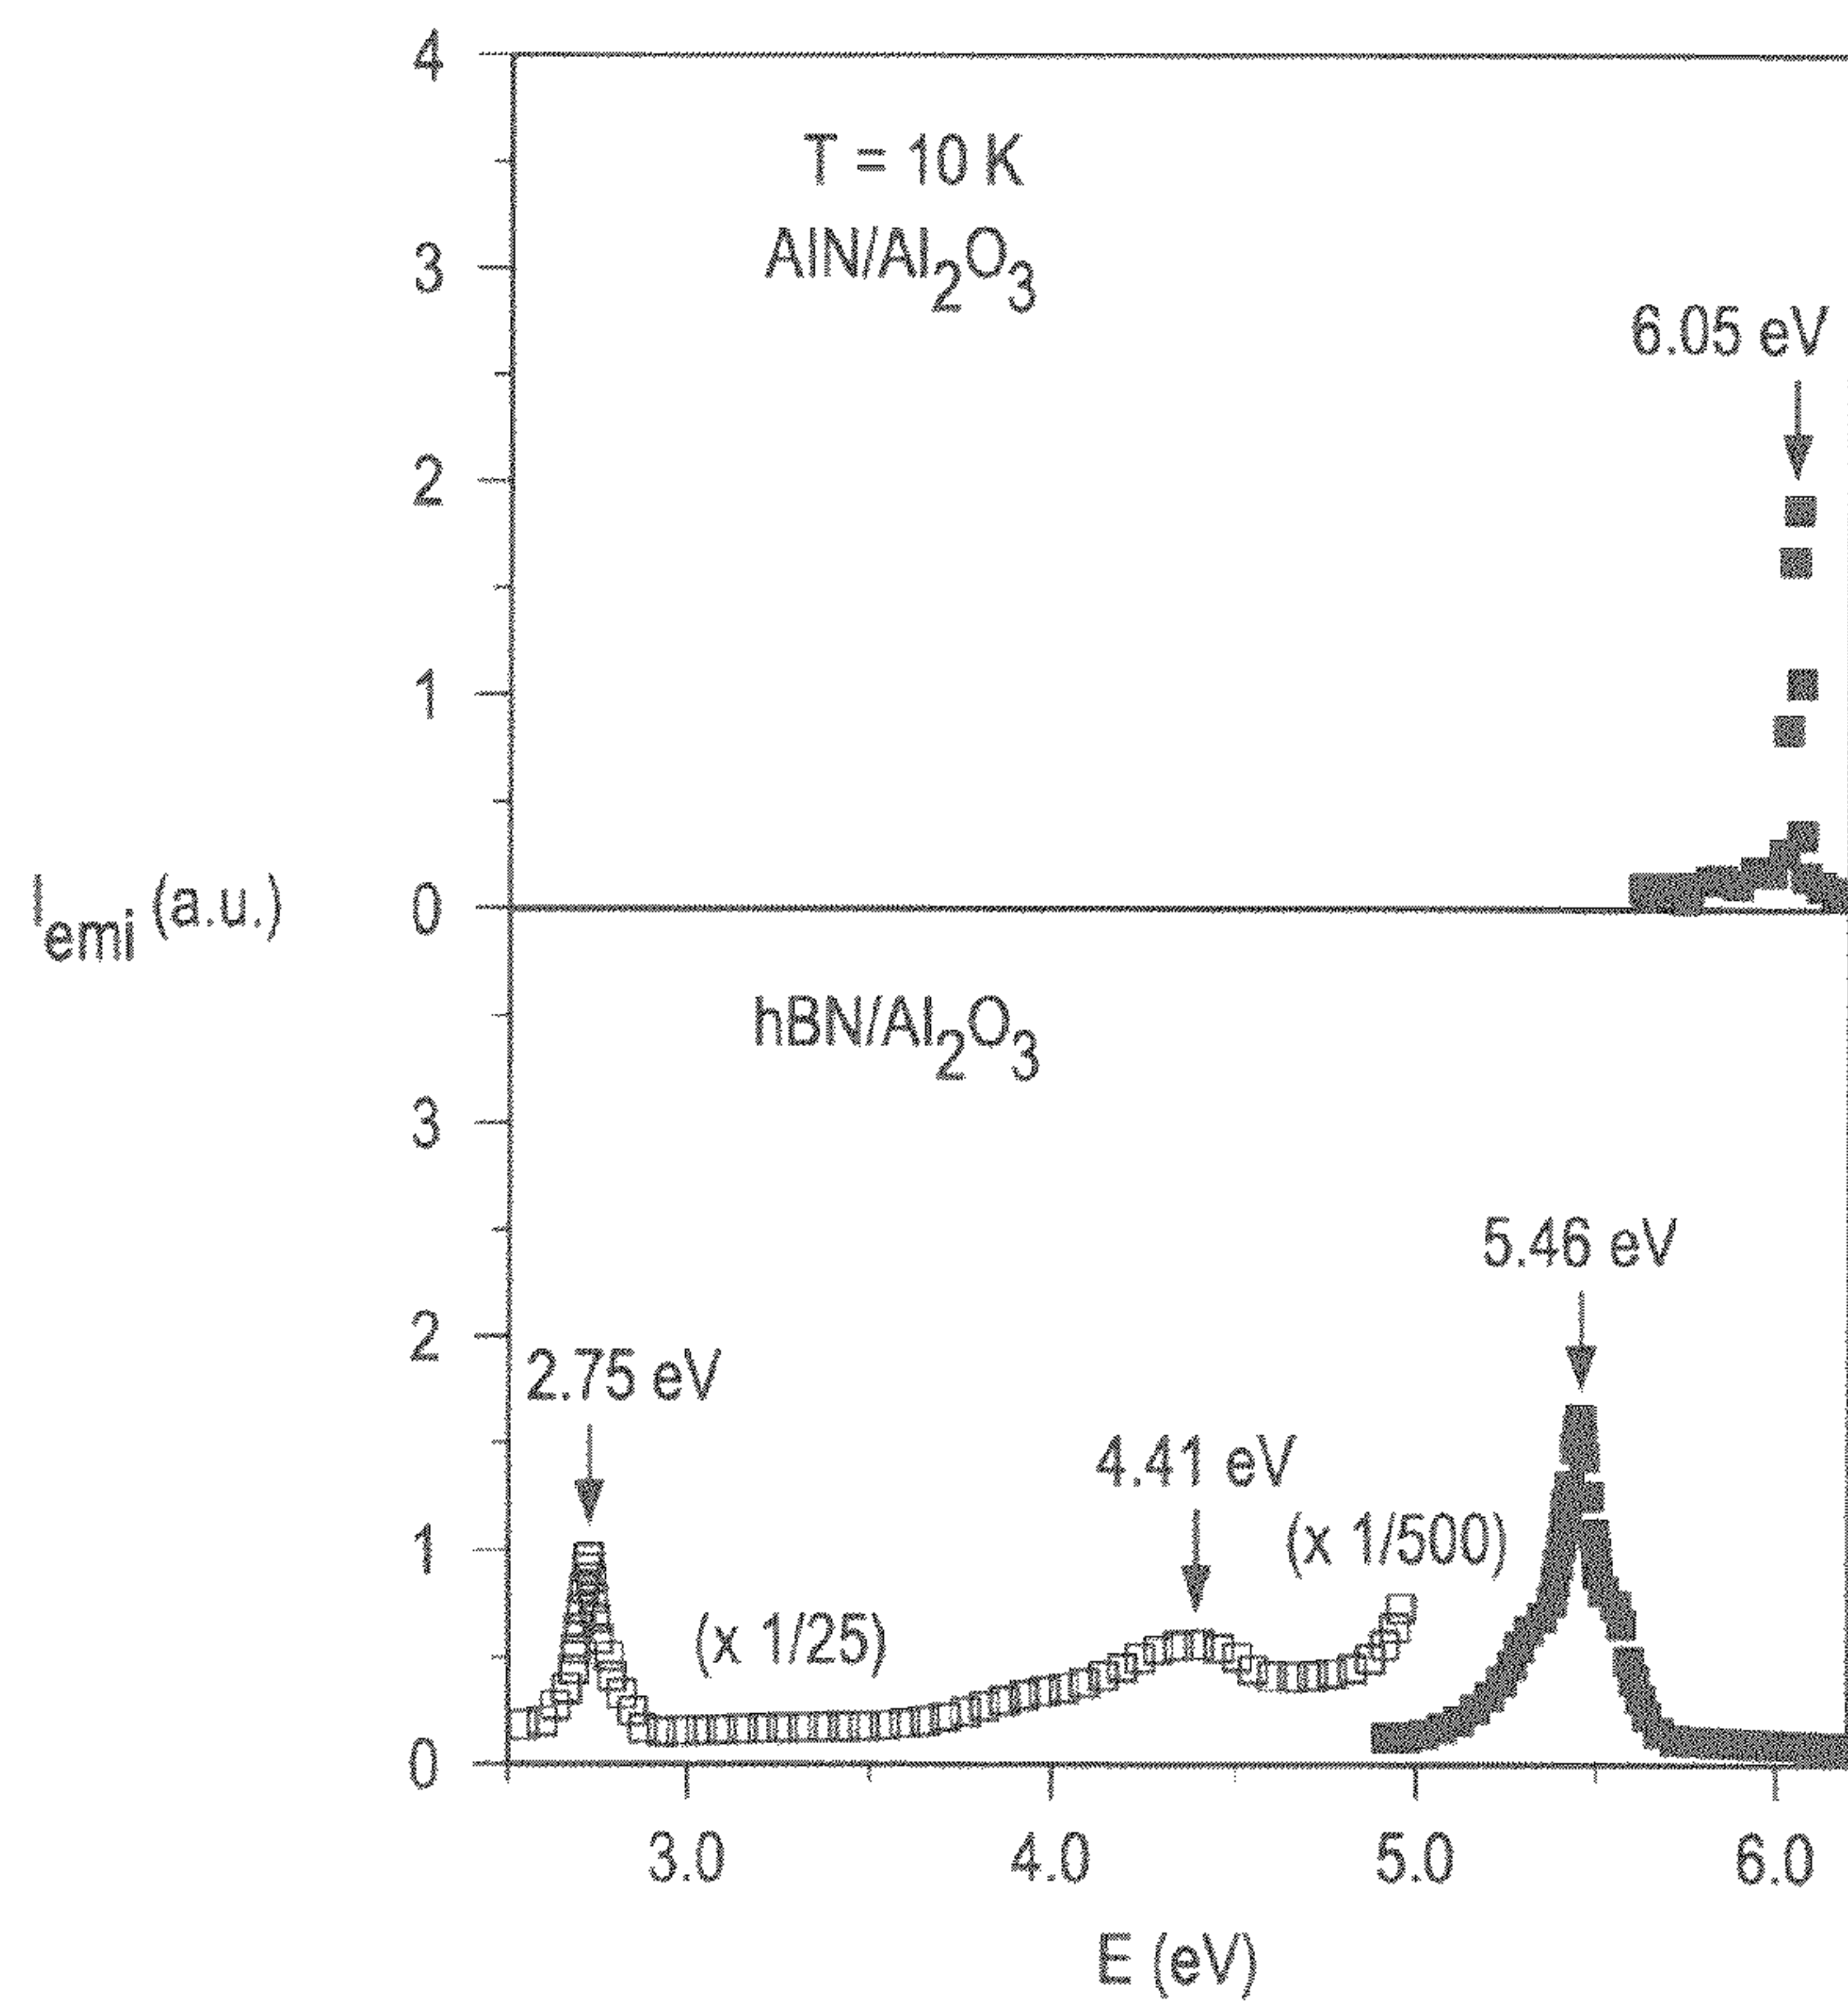 4
T = 10 K
AlN/Al2O3
3
6.05 eV
2
1
Iemi (a.u.)
0
hBN/Al2O3
3
5.46 eV
2
2.75 eV
4.41 eV
1
(x 1/500)
(x 1/25)
0
3.0 4.0 5.0 6.0
E (eV)